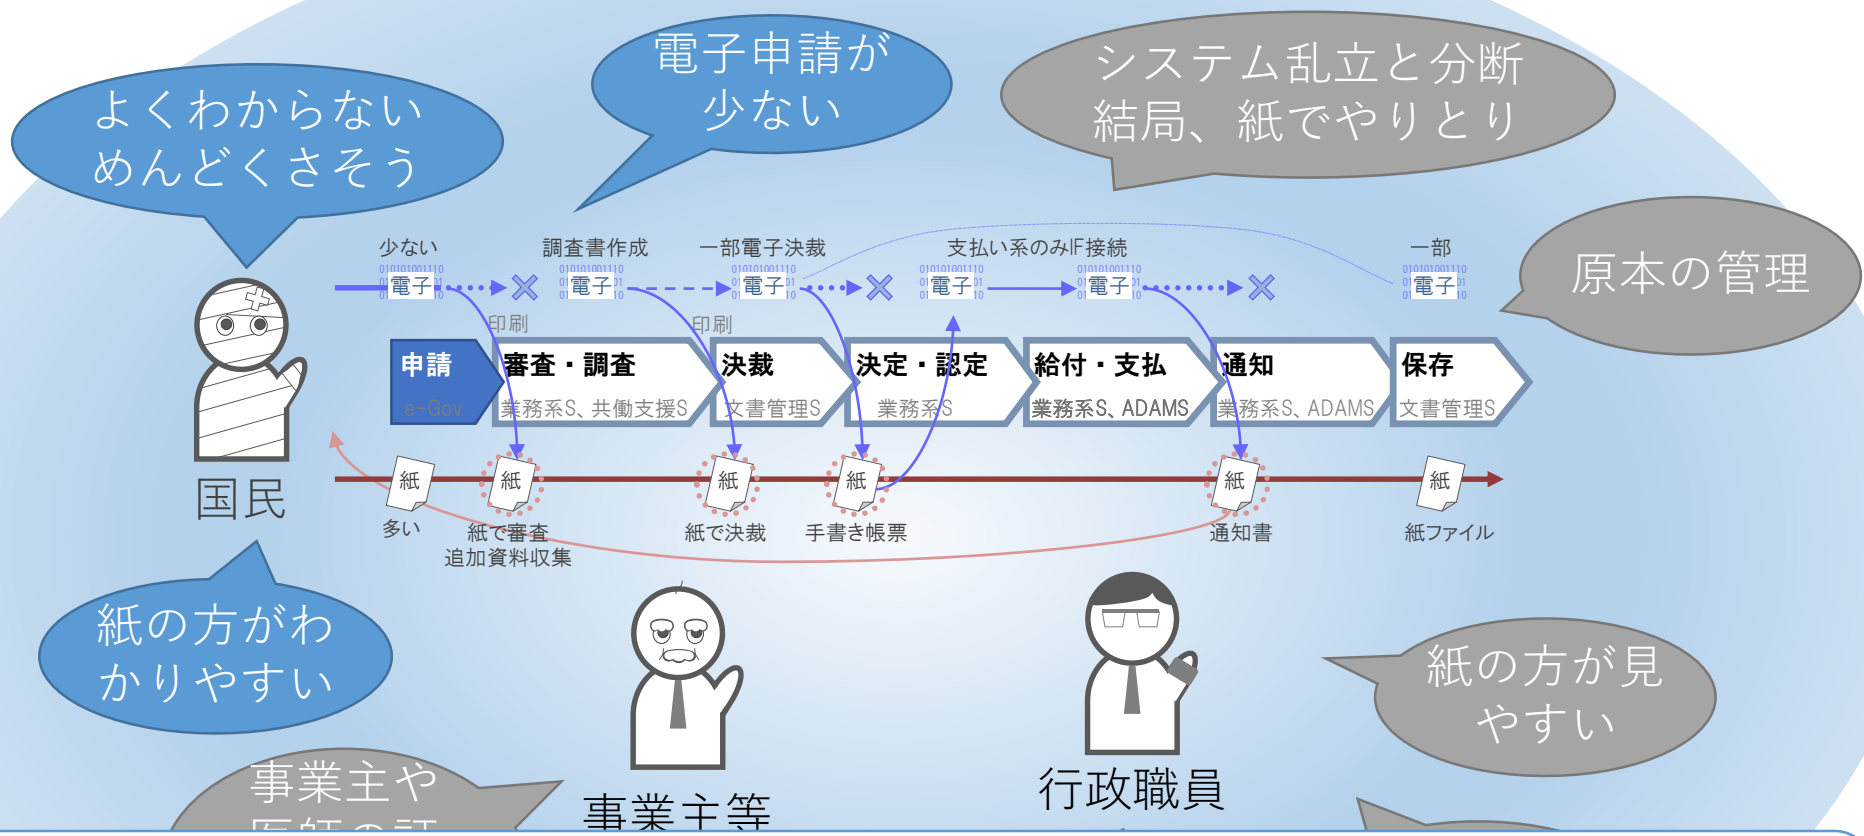 よくわからない
めんどくさそう
電子申請が
少ない
システム乱立と分断
結局、紙でやりとり
原本の管理
少ない
調査書作成
一部電子決裁
支払い系のみIF接続
一部
電子
電子
電子
電子
電子
電子
印刷
印刷
申請
e-Gov
審査・調査
業務系S、共働支援S
決裁
文書管理S
決定・認定
業務系S
給付・支払
業務系S、ADAMS
通知
業務系S、ADAMS
保存
文書管理S
紙
紙
紙
紙
紙
紙
多い
紙で審査
追加資料収集
紙で決裁
手書き帳票
通知書
紙ファイル
国民
紙の方がわ
かりやすい
事業主や
事業主等
行政職員
紙の方が見
やすい